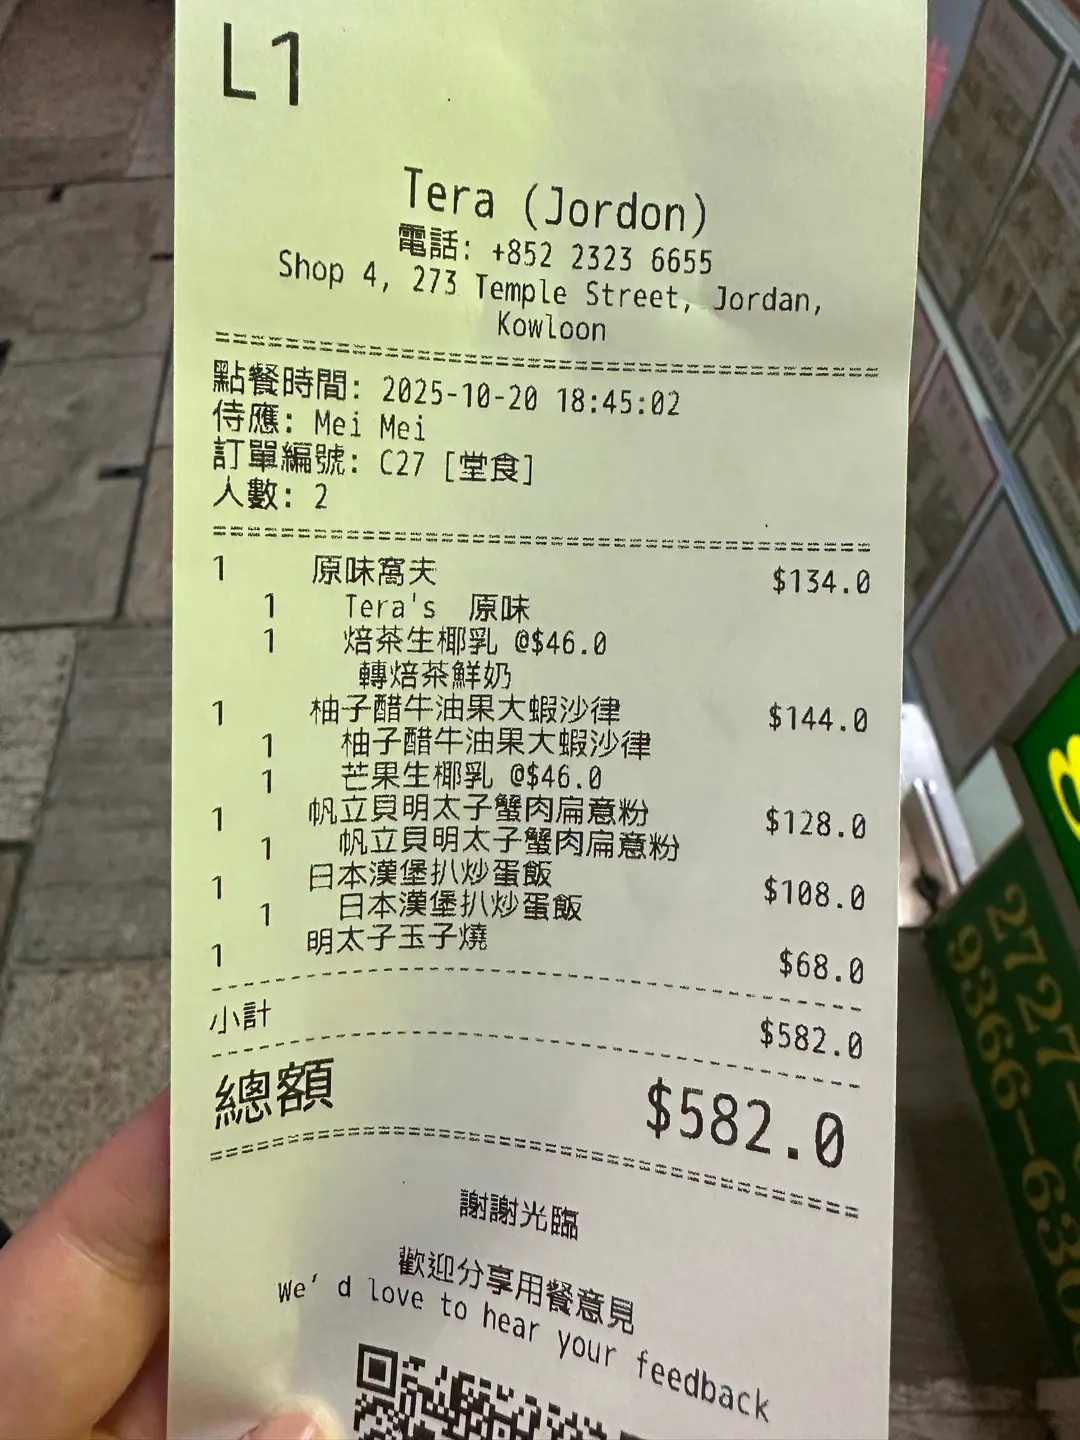 L1
Tera (Jordon)
電話: +852 2323 6655
Shop 4, 273 Temple Street, Jordan,
Kowloon
點餐時間: 2025-10-20 18:45:02
侍應: Mei Mei
訂單編號: C27 [堂食]
人數: 2
1 原味窩夫 $134.0
1 Tera's 原味
1 焙茶生椰乳 @$46.0
轉焙茶鮮奶
1 柚子醋牛油果大蝦沙律 $144.0
1 柚子醋牛油果大蝦沙律
1 芒果生椰乳 @$46.0
1 帆立貝明太子蟹肉扁意粉 $128.0
1 帆立貝明太子蟹肉扁意粉
1 日本漢堡扒炒蛋飯 $108.0
1 日本漢堡扒炒蛋飯
1 明太子玉子燒 $68.0
小計 $582.0
總額 $582.0
謝謝光臨
歡迎分享用餐意見
We'd love to hear your feedback
2727-
9366-630